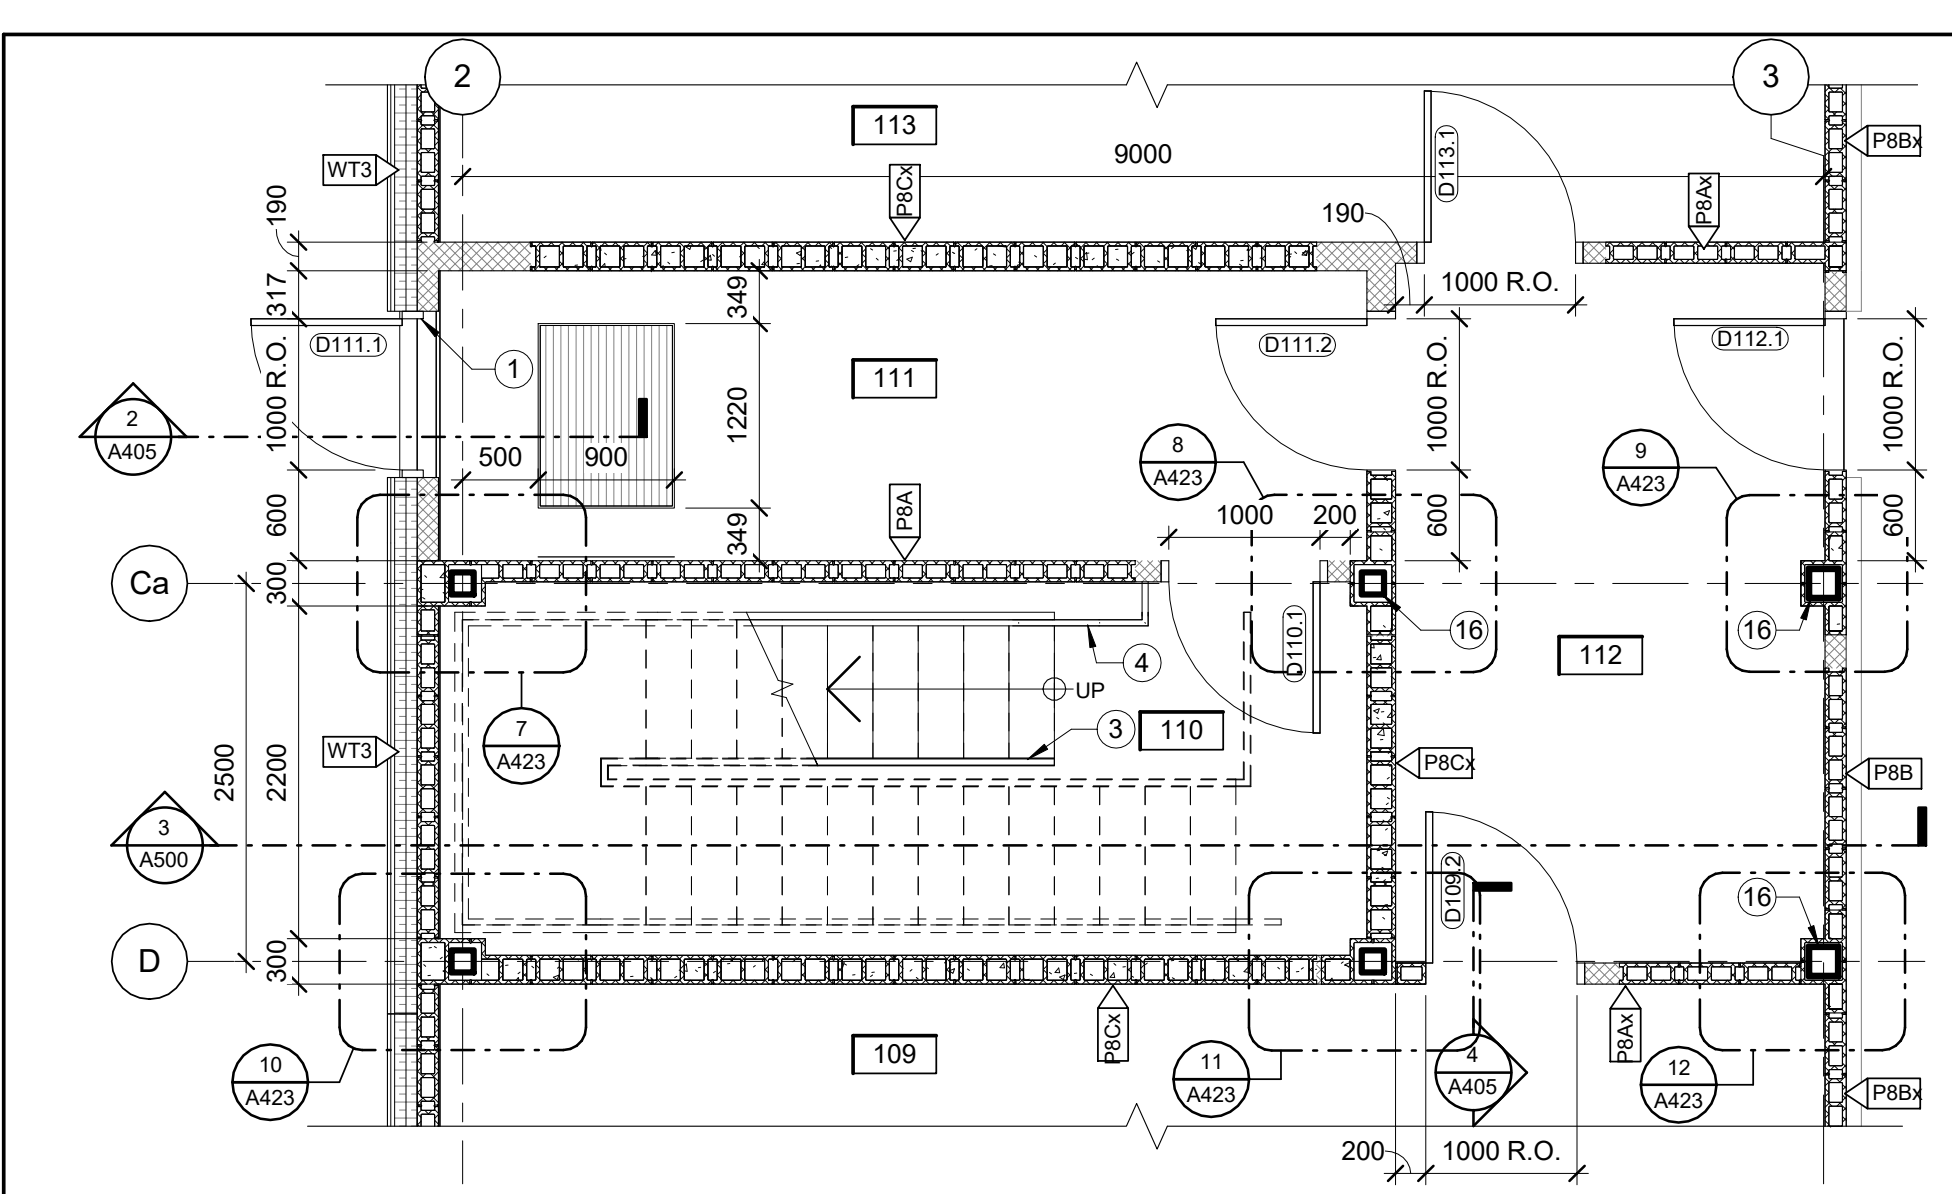 2
3
113
P8Bx
9000
WT3
D113.1
P8Cx
P8Ax
190
190
317
349
1000 R.O.
D111.1
D111.2
D112.1
1
111
1000 R.O.
1000 R.O.
1000 R.O.
1220
2
A405
8
A423
9
A423
500
900
P8A
600
1000
200
600
600
349
Ca
300
16
16
D110.1
4
112
UP
7
A423
3
110
WT3
P8Cx
P8B
2500
2200
3
A500
D109.2
16
D
300
P8Cx
P8Ax
109
10
A423
11
A423
4
A405
12
A423
P8Bx
200
1000 R.O.